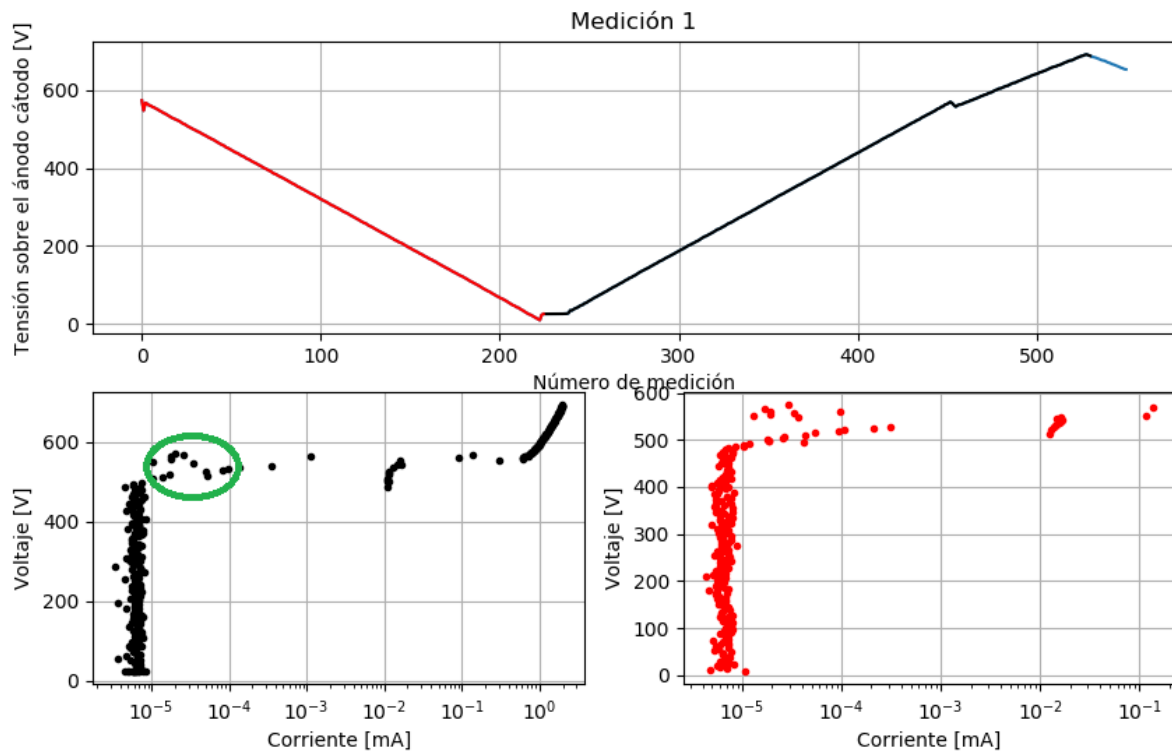 Medición 1
Tensión sobre el ánodo cátodo [V]
600
400
200
0
0 100 200 300 400 500
Número de medición
Voltaje [V]
600
400
200
0
10^-5 10^-4 10^-3 10^-2 10^-1 10^0
Corriente [mA]
Voltaje [V]
600
500
400
300
200
100
0
10^-5 10^-4 10^-3 10^-2 10^-1
Corriente [mA]